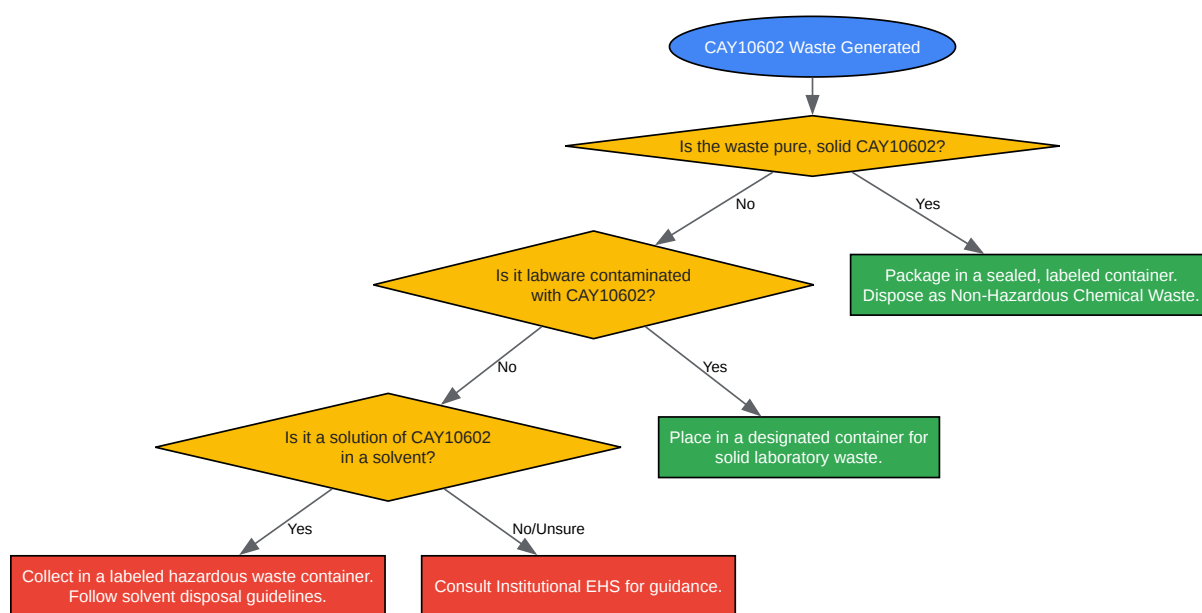 CAY10602 Waste Generated
Is the waste pure, solid CAY10602?
No
Yes
Is it labware contaminated
with CAY10602?
Package in a sealed, labeled container.
Dispose as Non-Hazardous Chemical Waste.
No
Yes
Is it a solution of CAY10602
in a solvent?
Place in a designated container for
solid laboratory waste.
Yes
No/Unsure
Collect in a labeled hazardous waste container.
Follow solvent disposal guidelines.
Consult Institutional EHS for guidance.